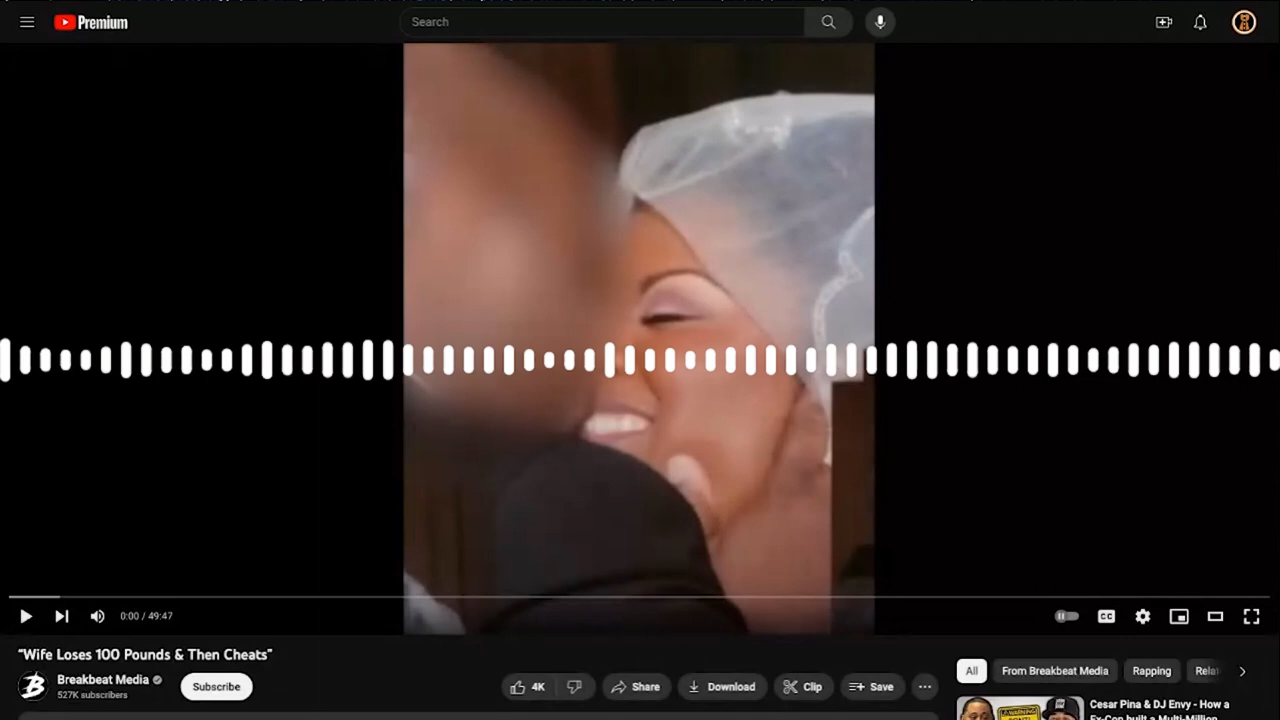 Premium
Search
0:00 / 49:47
CC
“Wife Loses 100 Pounds & Then Cheats”
Breakbeat Media
527K subscribers
Subscribe
4K
Share
Download
Clip
Save
All
From Breakbeat Media
Rapping
Cesar Pina & DJ Envy - How a